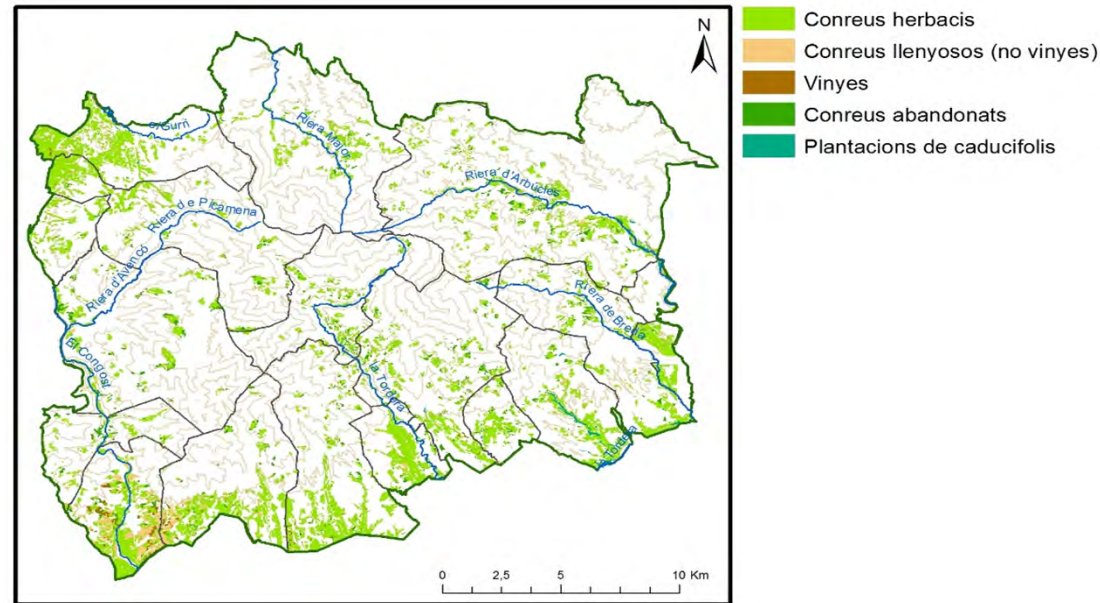 N
el Gurri
Riera Major
Riera d'Arbúcies
Riera de Picamena
Riera d'Avencó
El Congost
la Tordera
Riera de Breda
Tordera
0 2,5 5 10 Km
Conreus herbacis
Conreus llenyosos (no vinyes)
Vinyes
Conreus abandonats
Plantacions de caducifolis